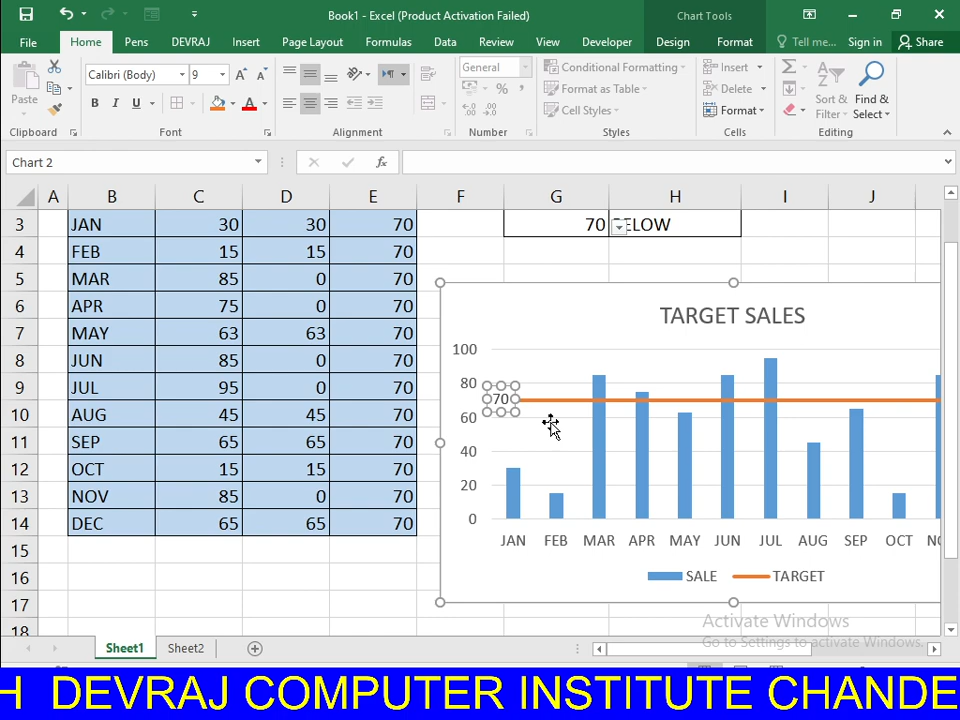 Book1 - Excel (Product Activation Failed)
Chart Tools
File Home Pens DEVRAJ Insert Page Layout Formulas Data Review View Developer Design Format Tell me... Sign in Share
Paste
Calibri (Body) 9
General
Conditional Formatting
Format as Table
Cell Styles
Insert
Delete
Format
Sort & Filter
Find & Select
Clipboard Font Alignment Number Styles Cells Editing
Chart 2
fx
A B C D E F G H I J
3 JAN 30 30 70 70 BELOW
4 FEB 15 15 70
5 MAR 85 0 70
6 APR 75 0 70
7 MAY 63 63 70
8 JUN 85 0 70
9 JUL 95 0 70
10 AUG 45 45 70
11 SEP 65 65 70
12 OCT 15 15 70
13 NOV 85 0 70
14 DEC 65 65 70
15
16
17
18
TARGET SALES
100
80
70
60
40
20
0
JAN FEB MAR APR MAY JUN JUL AUG SEP OCT
SALE TARGET
Activate Windows
Go to Settings to activate Windows.
Sheet1 Sheet2
H DEVRAJ COMPUTER INSTITUTE CHANDE